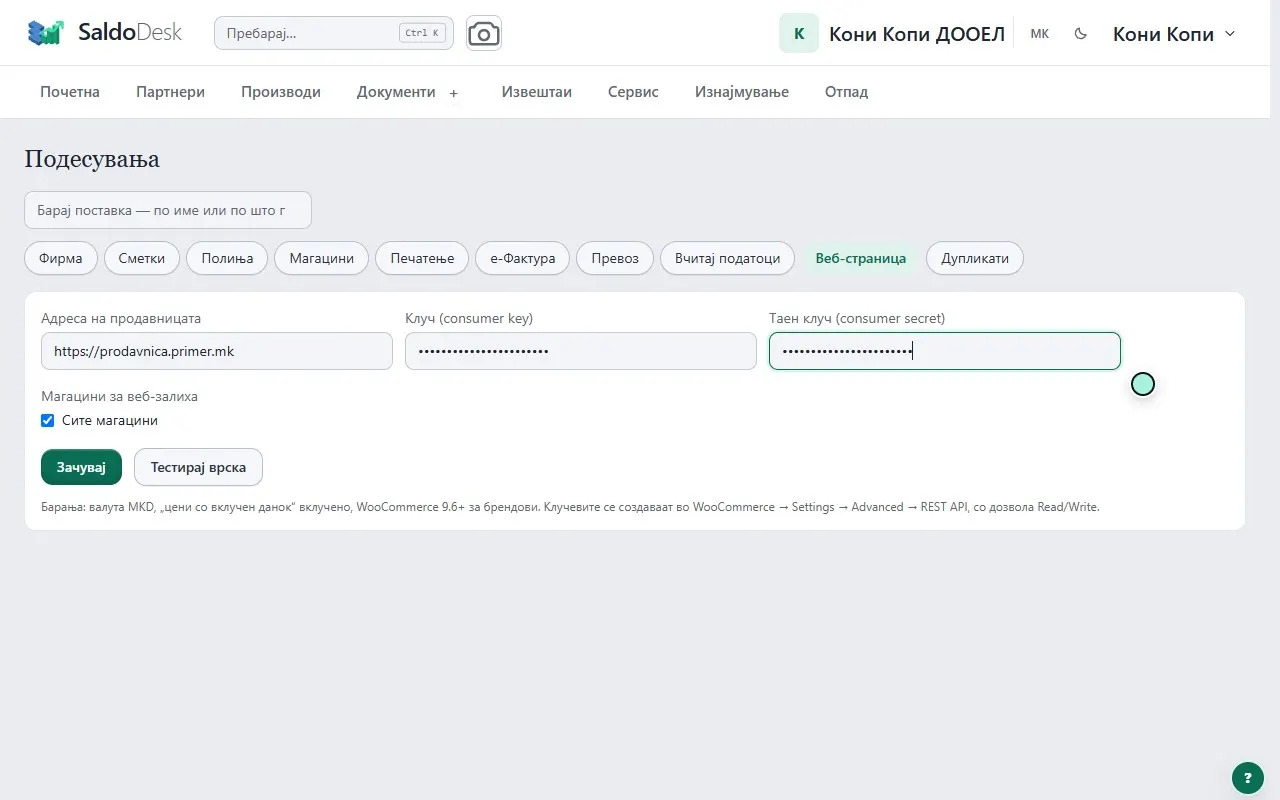 SaldoDesk
Пребарај...
Ctrl K
К
Кони Копи ДООЕЛ
МК
Кони Копи
Почетна
Партнери
Производи
Документи +
Извештаи
Сервис
Изнајмување
Отпад
Подесувања
Барај поставка — по име или по што г
Фирма
Сметки
Полиња
Магацини
Печатење
е-Фактура
Превоз
Вчитај податоци
Веб-страница
Дупликати
Адреса на продавницата
Клуч (consumer key)
Таен клуч (consumer secret)
https://prodavnica.primer.mk
•••••••••••••••••••••••
•••••••••••••••••••••••
Магацини за веб-залиха
Сите магацини
Зачувај
Тестирај врска
Барања: валута MKD, „цени со вклучен данок“ вклучено, WooCommerce 9.6+ за брендови. Клучевите се создаваат во WooCommerce → Settings → Advanced → REST API, со дозвола Read/Write.
?